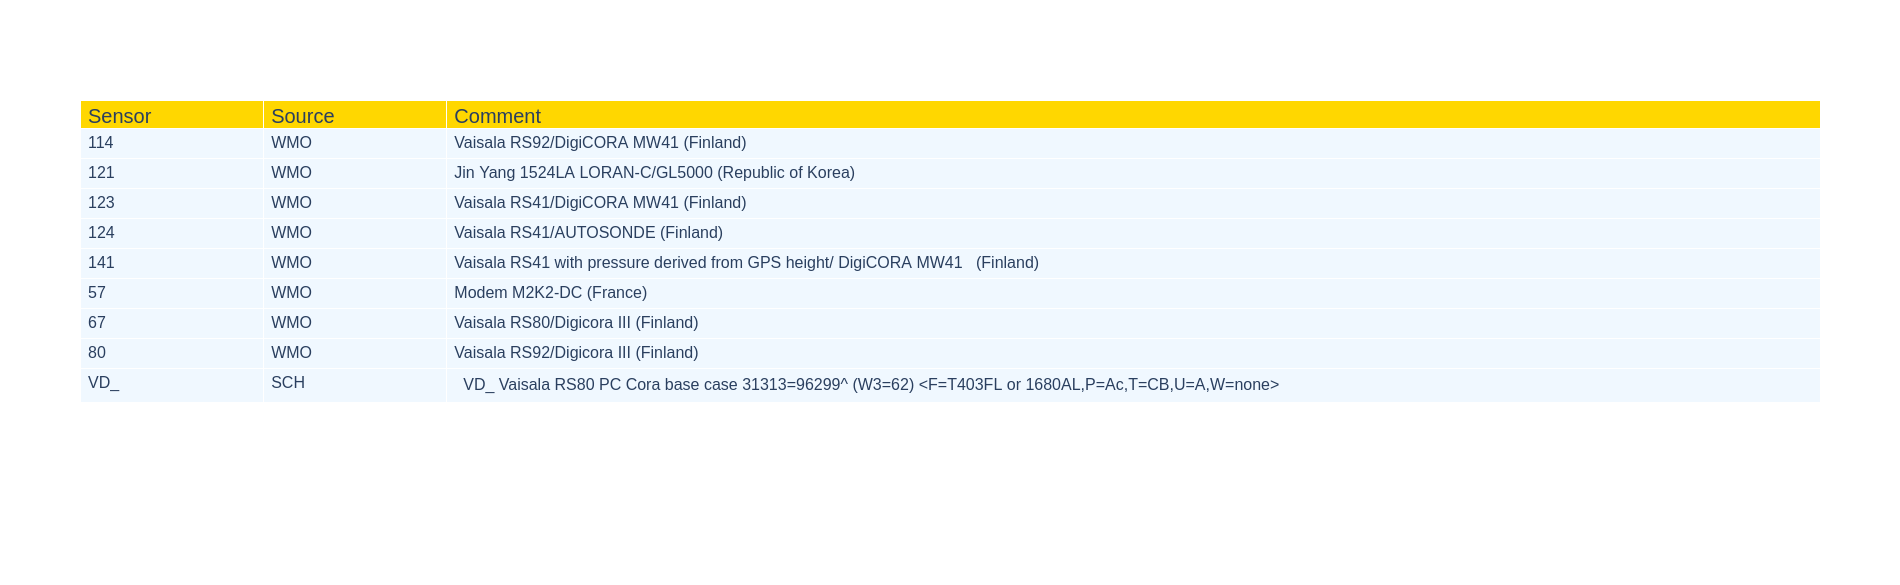 Sensor Source Comment
114 WMO Vaisala RS92/DigiCORA MW41 (Finland)
121 WMO Jin Yang 1524LA LORAN-C/GL5000 (Republic of Korea)
123 WMO Vaisala RS41/DigiCORA MW41 (Finland)
124 WMO Vaisala RS41/AUTOSONDE (Finland)
141 WMO Vaisala RS41 with pressure derived from GPS height/ DigiCORA MW41   (Finland)
57 WMO Modem M2K2-DC (France)
67 WMO Vaisala RS80/Digicora III (Finland)
80 WMO Vaisala RS92/Digicora III (Finland)
VD_ SCH VD_ Vaisala RS80 PC Cora base case 31313=96299^ (W3=62) <F=T403FL or 1680AL,P=Ac,T=CB,U=A,W=none>